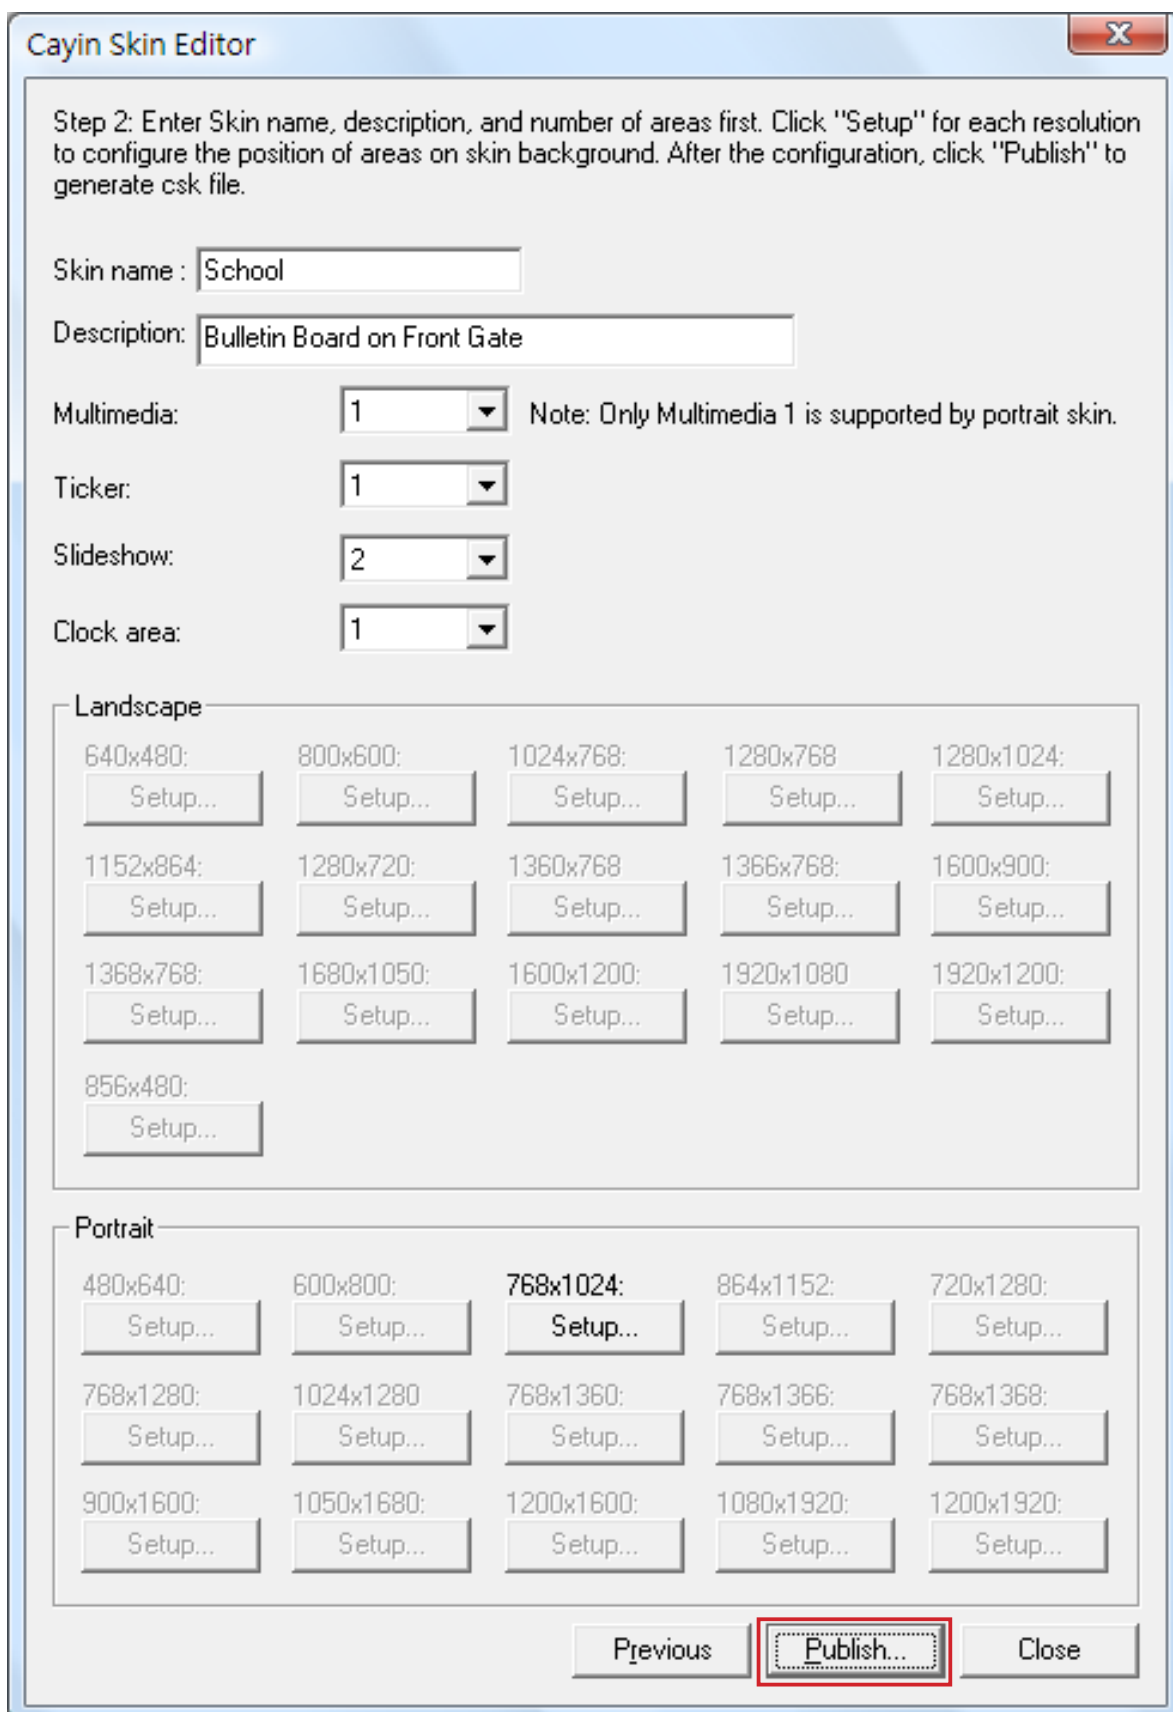 Cayin Skin Editor
X
Step 2: Enter Skin name, description, and number of areas first. Click "Setup" for each resolution
to configure the position of areas on skin background. After the configuration, click "Publish" to
generate csk file.
Skin name : School
Description: Bulletin Board on Front Gate
Multimedia: 1 Note: Only Multimedia 1 is supported by portrait skin.
Ticker: 1
Slideshow: 2
Clock area: 1
Landscape
640x480: 800x600: 1024x768: 1280x768 1280x1024:
Setup... Setup... Setup... Setup... Setup...
1152x864: 1280x720: 1360x768 1366x768: 1600x900:
Setup... Setup... Setup... Setup... Setup...
1368x768: 1680x1050: 1600x1200: 1920x1080 1920x1200:
Setup... Setup... Setup... Setup... Setup...
856x480:
Setup...
Portrait
480x640: 600x800: 768x1024: 864x1152: 720x1280:
Setup... Setup... Setup... Setup... Setup...
768x1280: 1024x1280 768x1360: 768x1366: 768x1368:
Setup... Setup... Setup... Setup... Setup...
900x1600: 1050x1680: 1200x1600: 1080x1920: 1200x1920:
Setup... Setup... Setup... Setup... Setup...
Previous Publish... Close